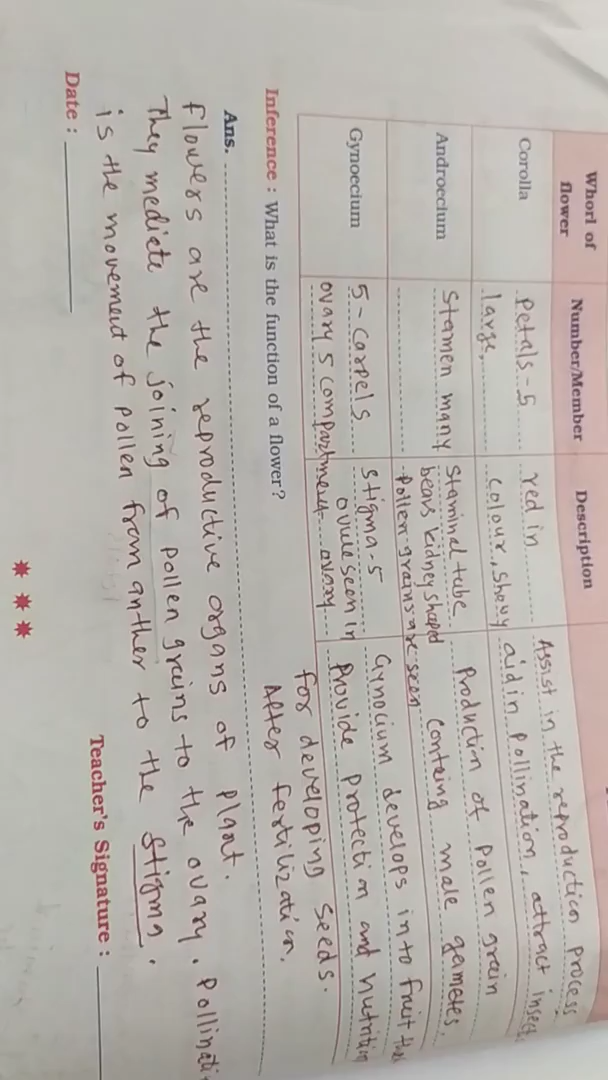 Whorl of flower
Number/Member
Description
Corolla
Petals - 5
large,
red in
colour, showy
Assist in the reproduction process
aid in pollination, attract insects
Androecium
Stamen many
Staminal tube
bears kidney shaped
Pollen grains are seen
Production of Pollen grain
conteing male gametes.
Gynoecium
5 - carpels
ovary 5 compartment
stigma - 5
ovule seen in
ovary
Gynocium develops in to fruit that
Provide Protection and nutrition
for developing seeds.
After fertilization.
Inference : What is the function of a flower?
Ans.
flowers are the reproductive organs of plant.
They mediete the joining of pollen grains to the ovary. Pollinati
is the movement of pollen from anther to the stigma.
Date :
Teacher's Signature :